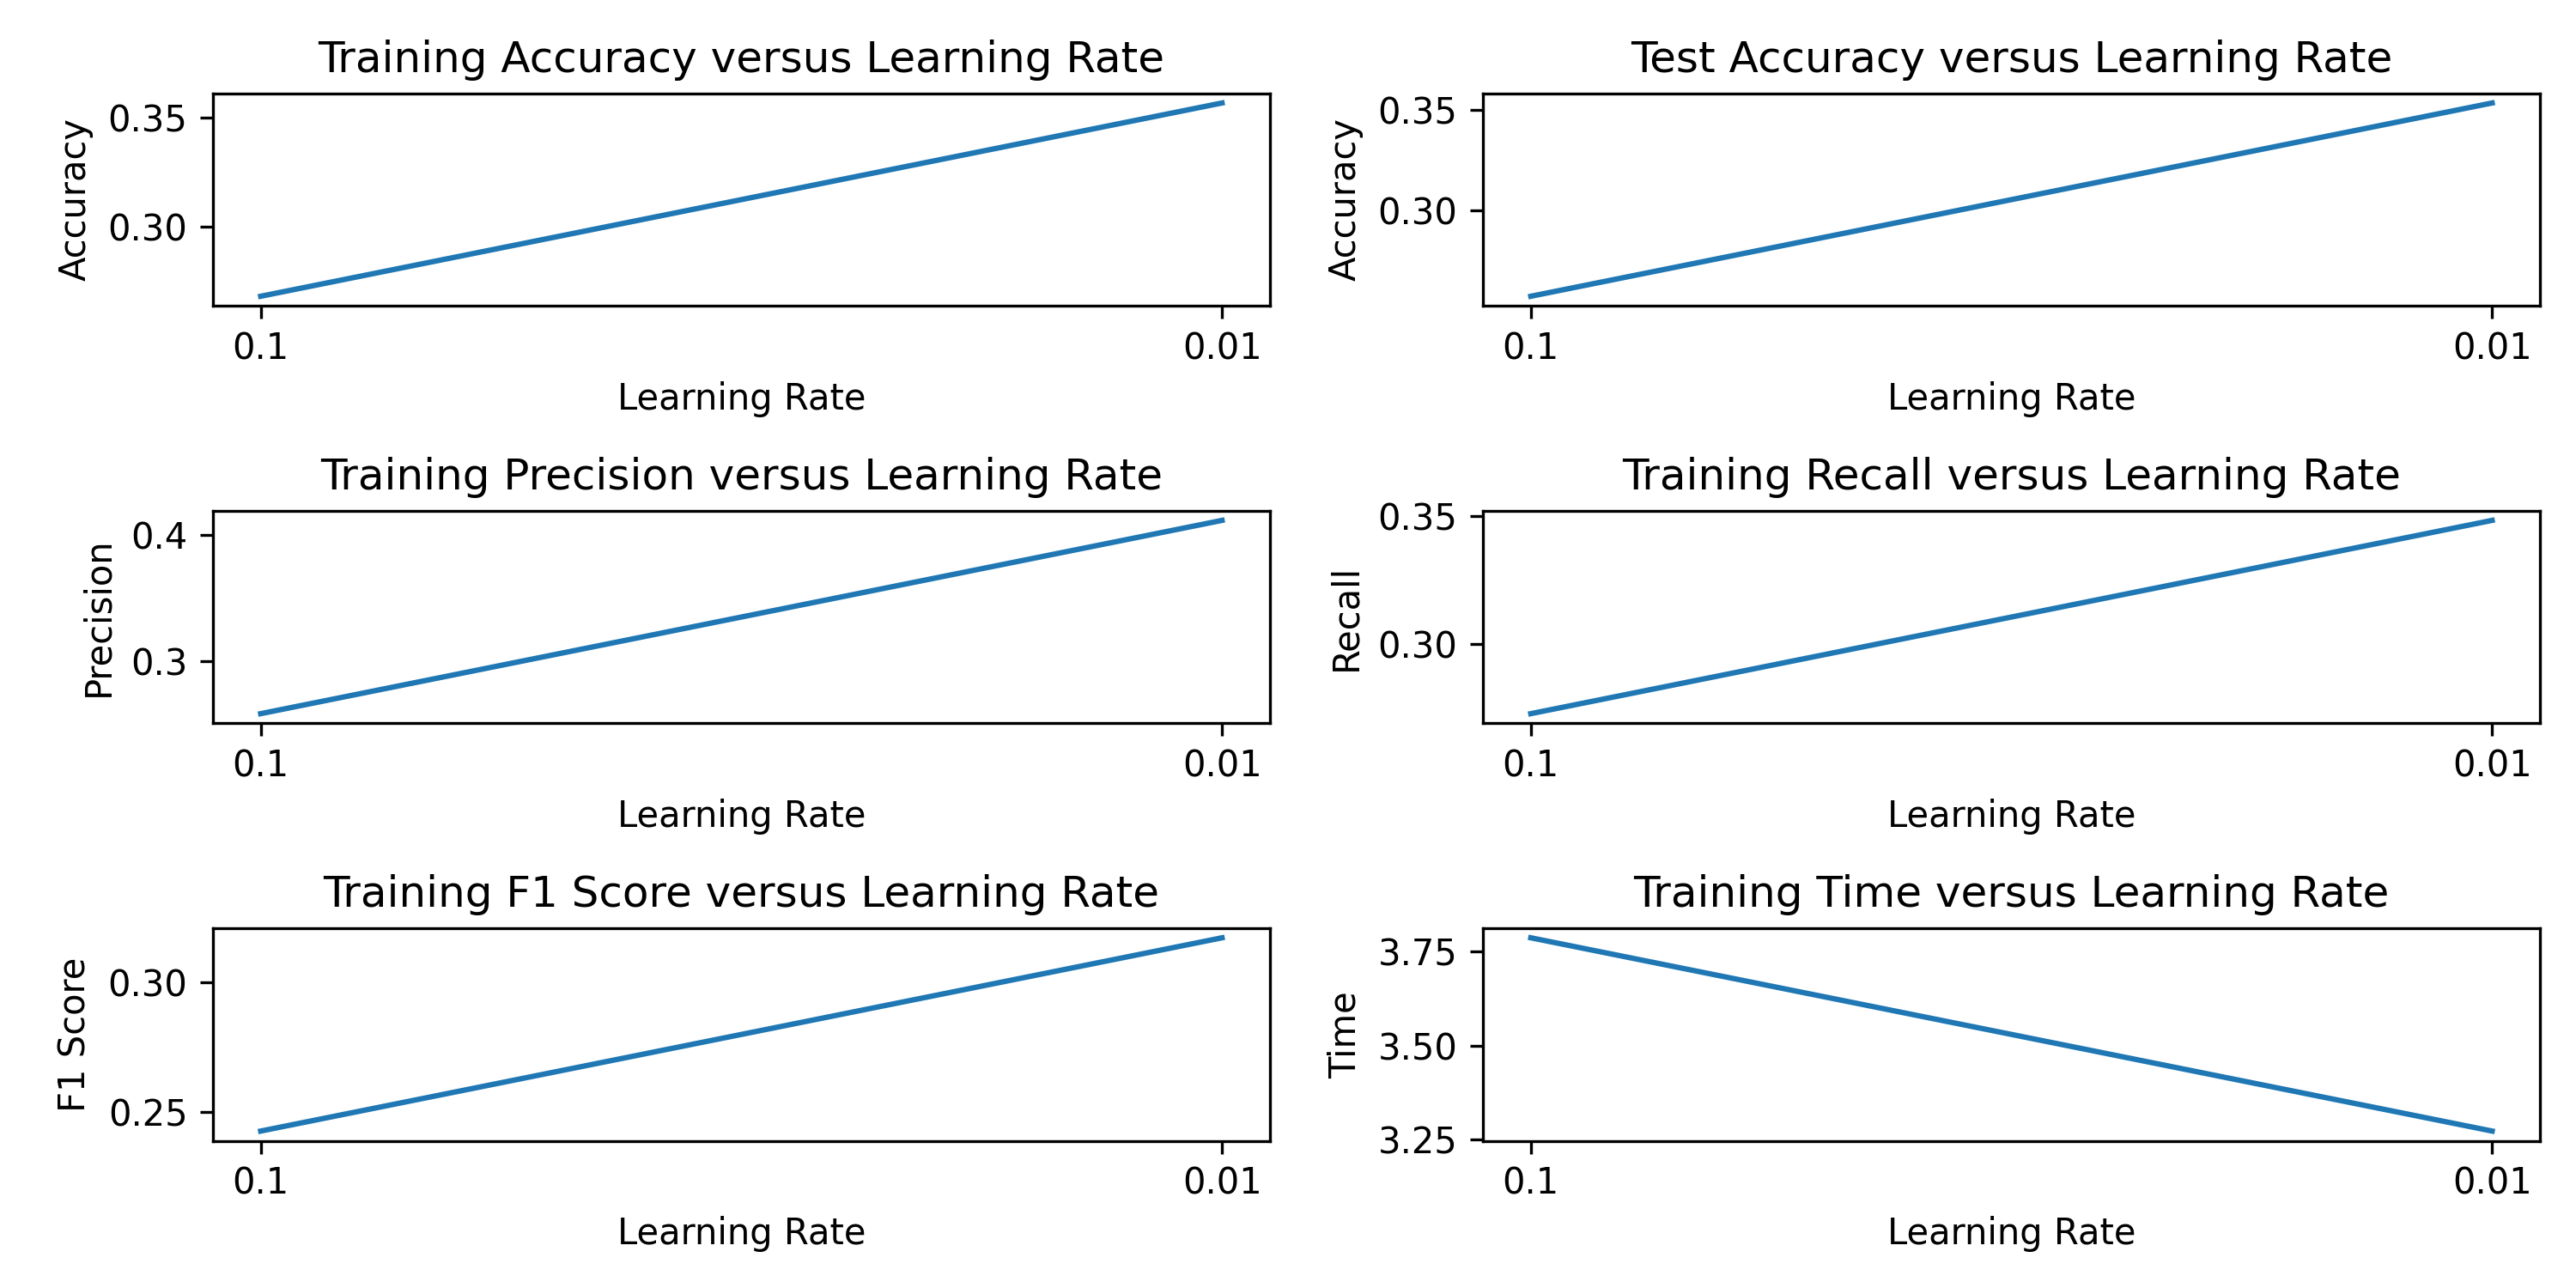 Training Accuracy versus Learning Rate
Accuracy
0.35
0.30
0.1
0.01
Learning Rate
Test Accuracy versus Learning Rate
Accuracy
0.35
0.30
0.1
0.01
Learning Rate
Training Precision versus Learning Rate
Precision
0.4
0.3
0.1
0.01
Learning Rate
Training Recall versus Learning Rate
Recall
0.35
0.30
0.1
0.01
Learning Rate
Training F1 Score versus Learning Rate
F1 Score
0.30
0.25
0.1
0.01
Learning Rate
Training Time versus Learning Rate
Time
3.75
3.50
3.25
0.1
0.01
Learning Rate